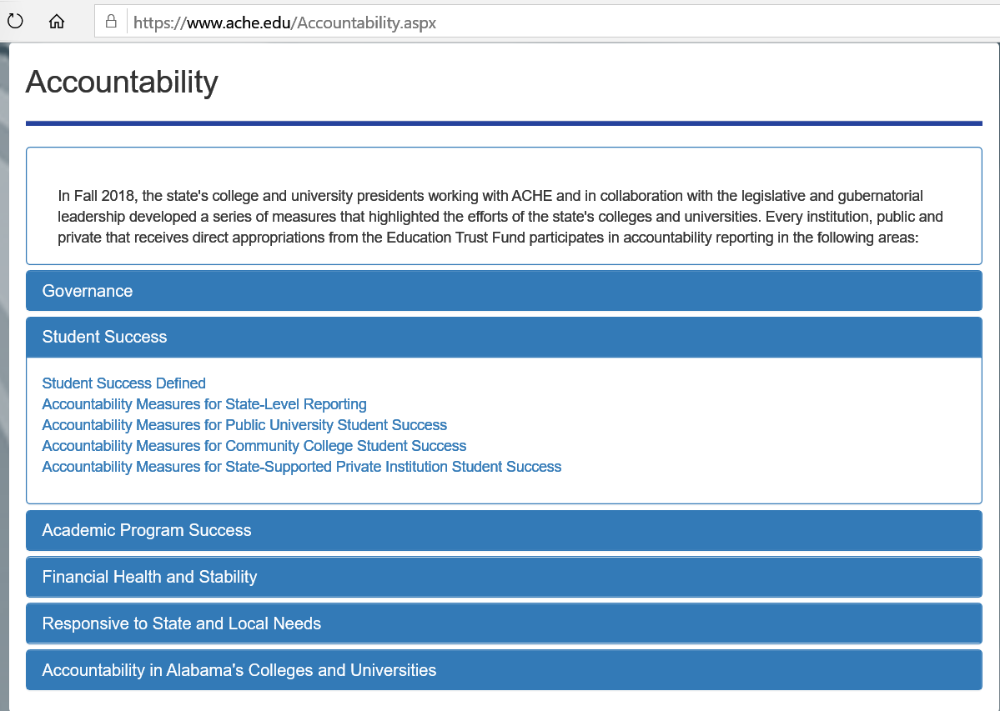 https://www.ache.edu/Accountability.aspx
Accountability
In Fall 2018, the state's college and university presidents working with ACHE and in collaboration with the legislative and gubernatorial
leadership developed a series of measures that highlighted the efforts of the state's colleges and universities. Every institution, public and
private that receives direct appropriations from the Education Trust Fund participates in accountability reporting in the following areas:
Governance
Student Success
Student Success Defined
Accountability Measures for State-Level Reporting
Accountability Measures for Public University Student Success
Accountability Measures for Community College Student Success
Accountability Measures for State-Supported Private Institution Student Success
Academic Program Success
Financial Health and Stability
Responsive to State and Local Needs
Accountability in Alabama's Colleges and Universities